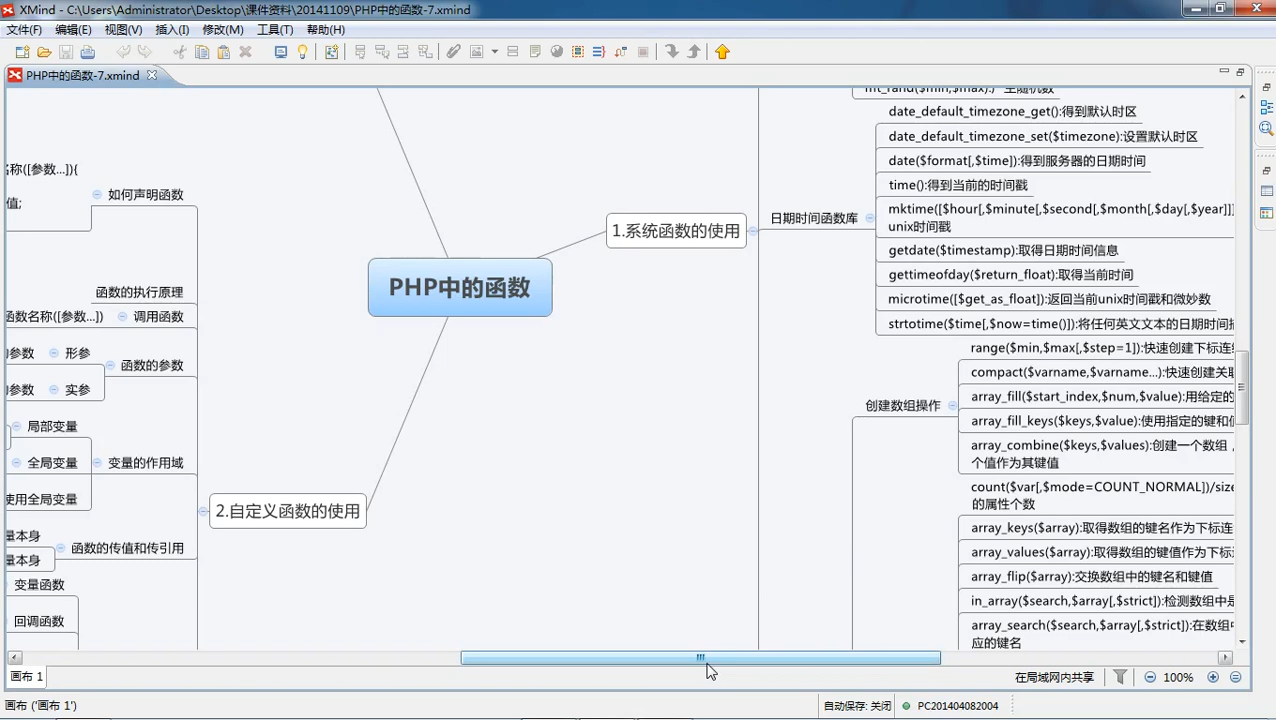 XMind - C:\Users\Administrator\Desktop\课件资料\20141109\PHP中的函数-7.xmind
文件(F) 编辑(E) 视图(V) 插入(I) 修改(M) 工具(T) 帮助(H)
PHP中的函数-7.xmind
date_default_timezone_get():得到默认时区
date_default_timezone_set($timezone):设置默认时区
date($format[,$time]):得到服务器的日期时间
time():得到当前的时间戳
mktime([$hour[,$minute[,$second[,$month[,$day[,$year]]]
unix时间戳
日期时间函数库
getdate($timestamp):取得日期时间信息
gettimeofday($return_float):取得当前时间
microtime([$get_as_float]):返回当前unix时间戳和微妙数
strtotime($time[,$now=time()]):将任何英文文本的日期时间
1.系统函数的使用
PHP中的函数
2.自定义函数的使用
称([参数...]){
值;
如何声明函数
函数的执行原理
函数名称([参数...])
调用函数
参数
形参
函数的参数
参数
实参
局部变量
全局变量
变量的作用域
使用全局变量
量本身
函数的传值和传引用
量本身
变量函数
回调函数
range($min,$max[,$step=1]):快速创建下标连
compact($varname,$varname...):快速创建关
array_fill($start_index,$num,$value):用给定的
创建数组操作
array_fill_keys($keys,$value):使用指定的键和
array_combine($keys,$values):创建一个数组，
个值作为其键值
count($var[,$mode=COUNT_NORMAL])/size
的属性个数
array_keys($array):取得数组的键名作为下标连
array_values($array):取得数组的键值作为下标连
array_flip($array):交换数组中的键名和键值
in_array($search,$array[,$strict]):检测数组中是
array_search($search,$array[,$strict]):在数组中
应的键名
画布 1
在局域网内共享
100%
画布 ('画布 1')
自动保存: 关闭
PC201404082004